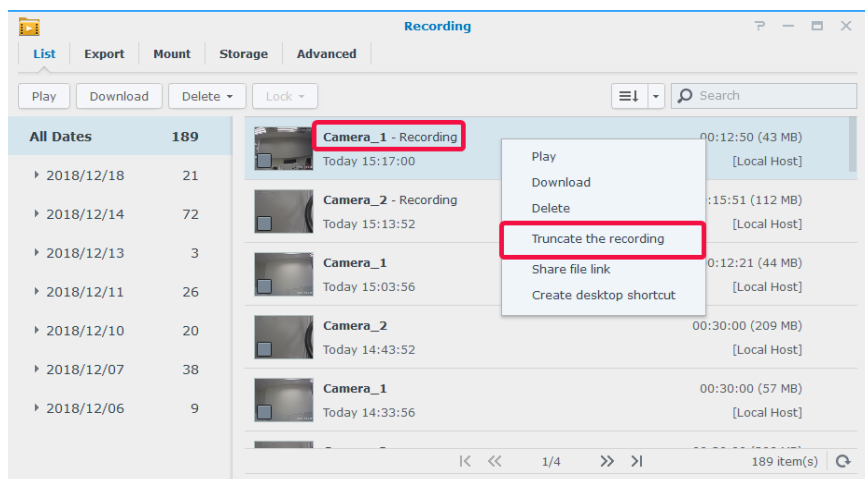 Recording
List Export Mount Storage Advanced
Play Download Delete Lock Search
All Dates 189
2018/12/18 21
2018/12/14 72
2018/12/13 3
2018/12/11 26
2018/12/10 20
2018/12/07 38
2018/12/06 9
Camera_1 - Recording 00:12:50 (43 MB)
Today 15:17:00 [Local Host]
Camera_2 - Recording :15:51 (112 MB)
Today 15:13:52 [Local Host]
Camera_1 0:12:21 (44 MB)
Today 15:03:56 [Local Host]
Camera_2 00:30:00 (209 MB)
Today 14:43:52 [Local Host]
Camera_1 00:30:00 (57 MB)
Today 14:33:56 [Local Host]
Play
Download
Delete
Truncate the recording
Share file link
Create desktop shortcut
1/4 189 item(s)